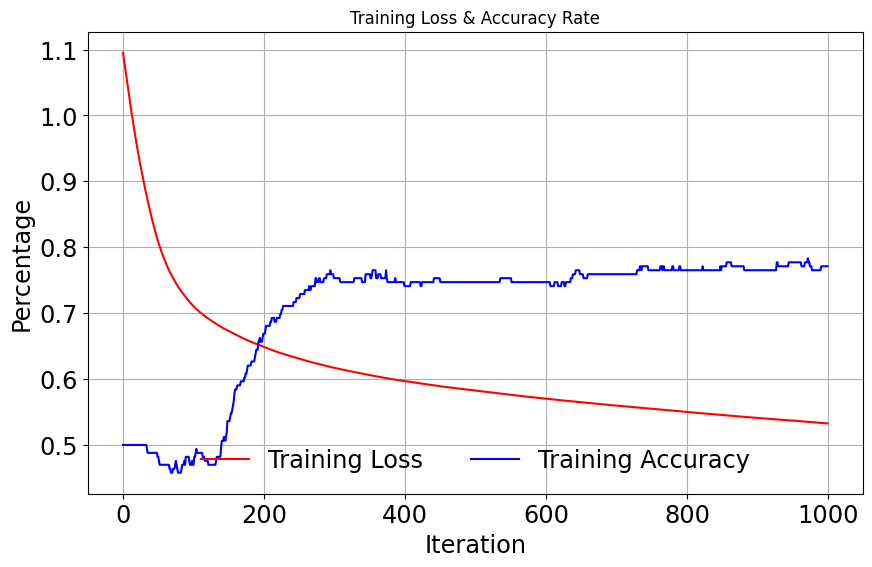 Training Loss & Accuracy Rate
1.1
1.0
0.9
0.8
0.7
0.6
0.5
Percentage
Training Loss
Training Accuracy
0 200 400 600 800 1000
Iteration